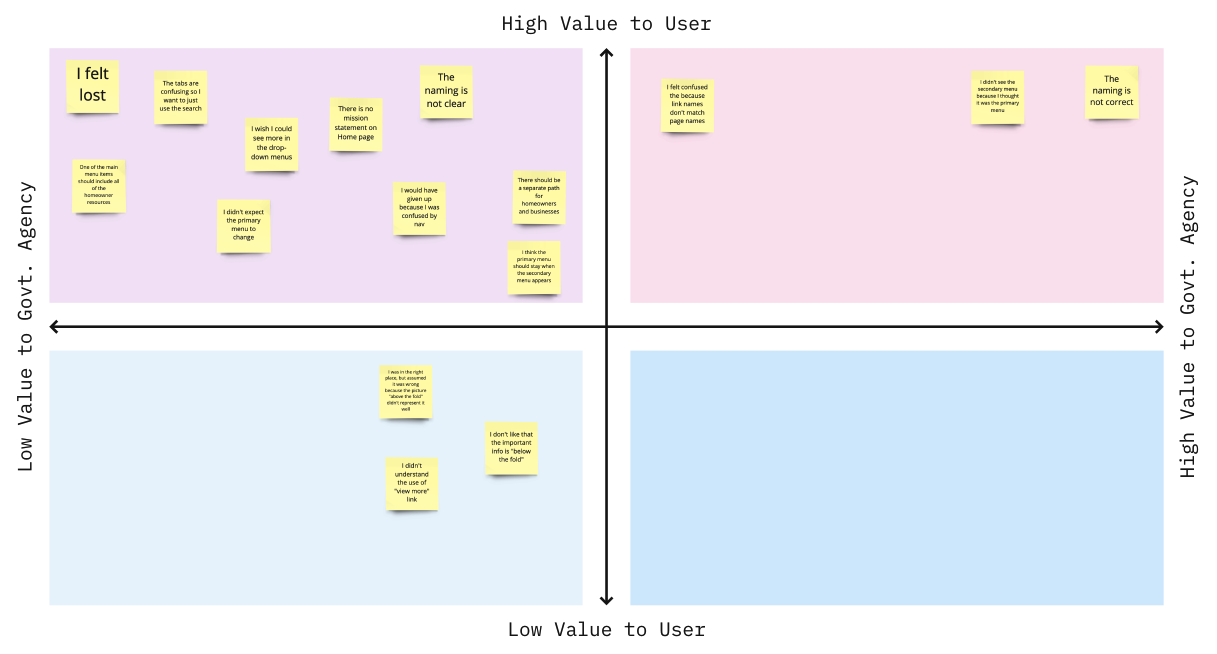 High Value to User
Low Value to Govt. Agency
I felt
lost
The tabs are
confusing so I
want to just
use the search
I wish I could
see more in
the drop-
down menus
There is no
mission
statement on
Home page
The
naming is
not clear
One of the main
menu items
should include all
of the
homeowner
resources
I didn't expect
the primary
menu to
change
I would have
given up
because I was
confused by
nav
There should be
a separate path
for
homeowners
and businesses
I think the
primary menu
should stay when
the secondary
menu appears
I felt confused
the because
link names
don't match
page names
I didn't see the
secondary menu
because I thought
it was the primary
menu
The
naming is
not correct
High Value to Govt. Agency
I was in the right
place, but assumed
it was wrong
because the picture
"above the fold"
didn't represent it
well
I don't like that
the important
info is "below
the fold"
I didn't
understand
the use of
"view more"
link
Low Value to User